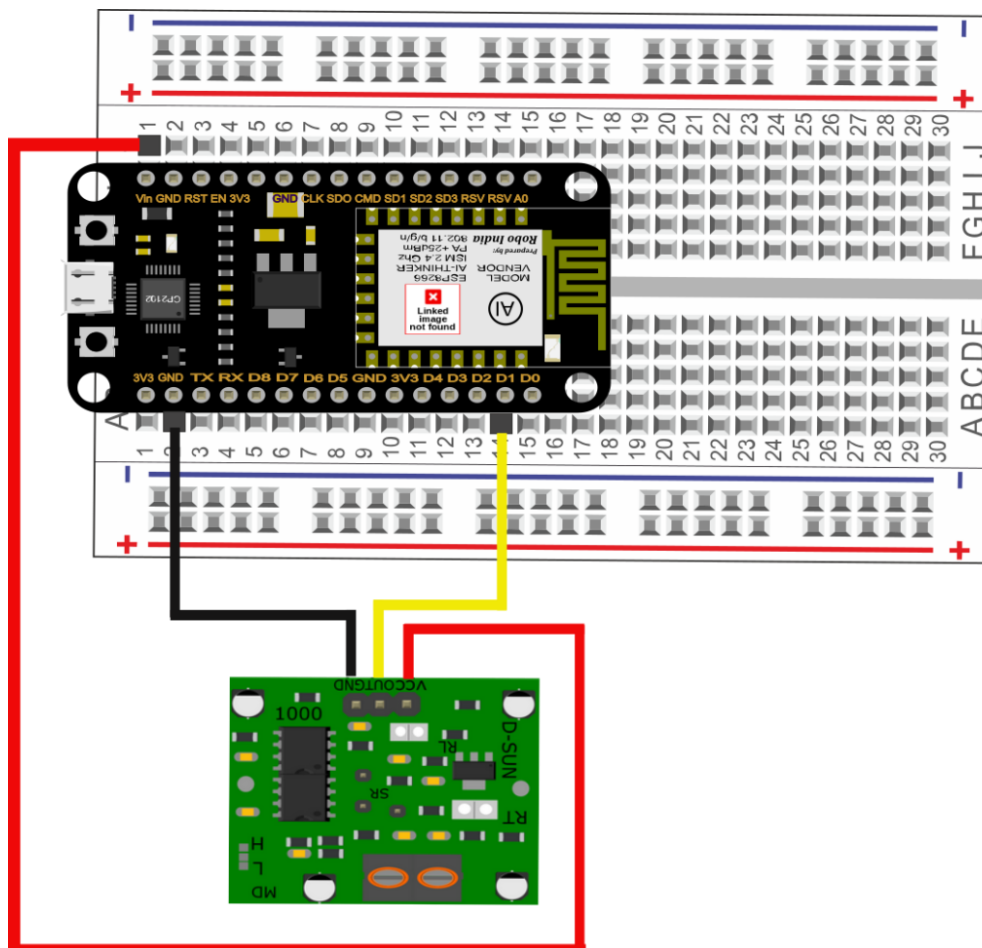 - -
+ +
1 2 3 4 5 6 7 8 9 10 11 12 13 14 15 16 17 18 19 20 21 22 23 24 25 26 27 28 29 30
F G H I J
Vin GND RST EN 3V3 GND CLK SDO CMD SD1 SD2 SD3 RSV RSV A0
CP2102
Prepared by:
Robo India
802.11 b/g/n
PA +25dBm
ISM 2.4 Ghz
AI-THINKER
ESP8266
VENDOR
MODEL
AI
Linked
image
not found
3V3 GND TX RX D8 D7 D6 D5 GND 3V3 D4 D3 D2 D1 D0
A
A B C D E
1 3 4 5 6 7 8 9 10 11 12 13 14 15 16 17 18 19 20 21 22 23 24 25 26 27 28 29 30
- -
+ +
GND OUT VCC
1000
D-SUN
RL
SR
RT
H
L
MD